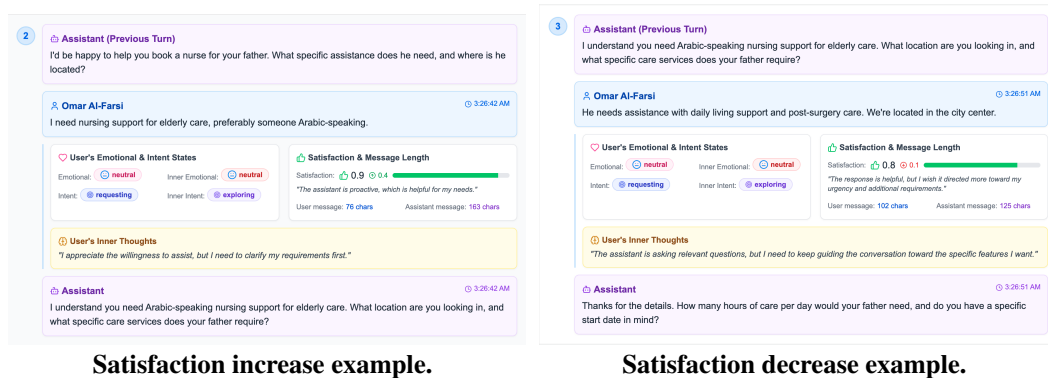 2
Assistant (Previous Turn)
I'd be happy to help you book a nurse for your father. What specific assistance does he need, and where is he
located?
Omar Al-Farsi
3:26:42 AM
I need nursing support for elderly care, preferably someone Arabic-speaking.
User's Emotional & Intent States
Emotional: neutral Inner Emotional: neutral
Intent: requesting Inner Intent: exploring
Satisfaction & Message Length
Satisfaction: 0.9 0.4
"The assistant is proactive, which is helpful for my needs."
User message: 76 chars Assistant message: 163 chars
User's Inner Thoughts
"I appreciate the willingness to assist, but I need to clarify my requirements first."
Assistant
3:26:42 AM
I understand you need Arabic-speaking nursing support for elderly care. What location are you looking in, and
what specific care services does your father require?
Satisfaction increase example.
3
Assistant (Previous Turn)
I understand you need Arabic-speaking nursing support for elderly care. What location are you looking in, and
what specific care services does your father require?
Omar Al-Farsi
3:26:51 AM
He needs assistance with daily living support and post-surgery care. We're located in the city center.
User's Emotional & Intent States
Emotional: neutral Inner Emotional: neutral
Intent: requesting Inner Intent: exploring
Satisfaction & Message Length
Satisfaction: 0.8 0.1
"The response is helpful, but I wish it directed more toward my
urgency and additional requirements."
User message: 102 chars Assistant message: 125 chars
User's Inner Thoughts
"The assistant is asking relevant questions, but I need to keep guiding the conversation toward the specific features I want."
Assistant
3:26:51 AM
Thanks for the details. How many hours of care per day would your father need, and do you have a specific
start date in mind?
Satisfaction decrease example.